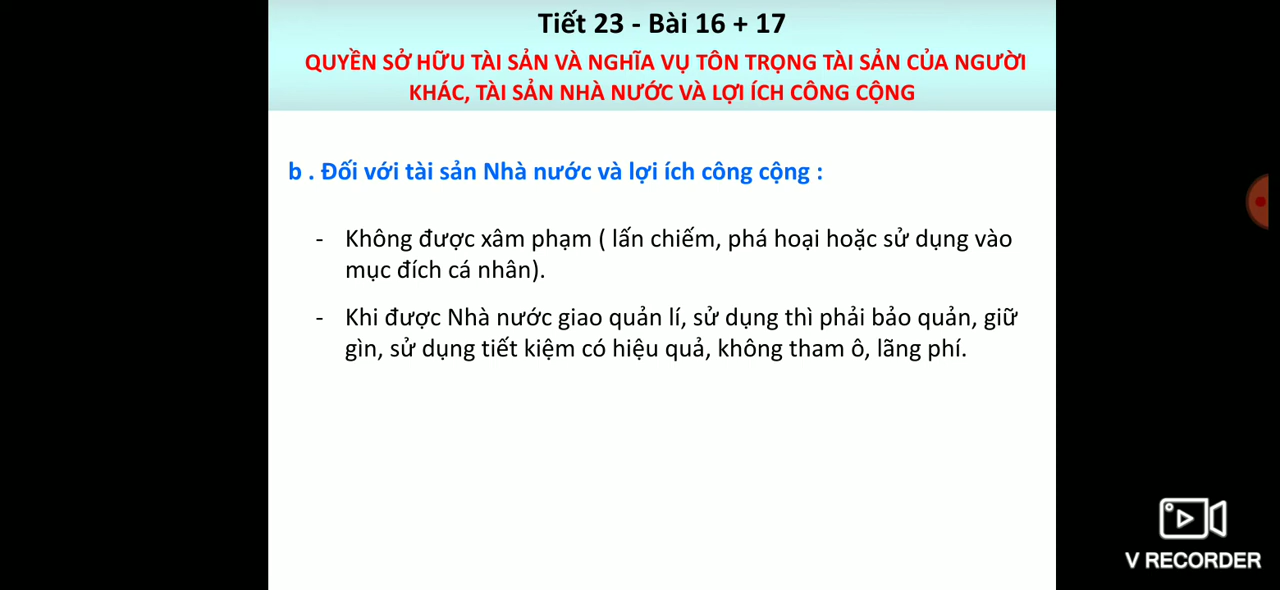 Tiết 23 - Bài 16 + 17
QUYỀN SỞ HỮU TÀI SẢN VÀ NGHĨA VỤ TÔN TRỌNG TÀI SẢN CỦA NGƯỜI
KHÁC, TÀI SẢN NHÀ NƯỚC VÀ LỢI ÍCH CÔNG CỘNG
b . Đối với tài sản Nhà nước và lợi ích công cộng :
- Không được xâm phạm ( lấn chiếm, phá hoại hoặc sử dụng vào
mục đích cá nhân).
- Khi được Nhà nước giao quản lí, sử dụng thì phải bảo quản, giữ
gìn, sử dụng tiết kiệm có hiệu quả, không tham ô, lãng phí.
V RECORDER